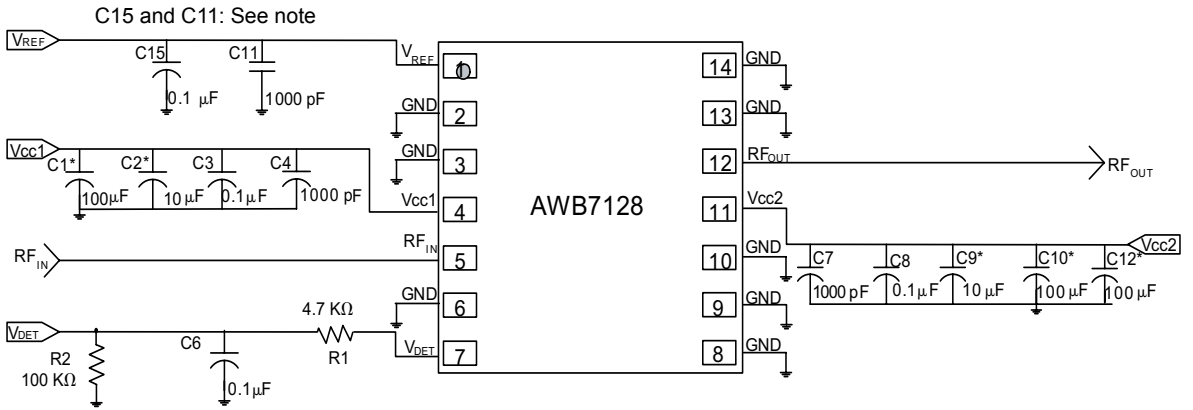 C15 and C11: See note
VREF
C15
0.1 μF
C11
1000 pF
VREF
1
GND
2
GND
3
Vcc1
C1*
100μF
C2*
10 μF
C3
0.1μF
C4
1000 pF
Vcc1
4
RFIN
RFIN
5
GND
6
VDET
R2
100 KΩ
C6
0.1μF
4.7 KΩ
R1
VDET
7
AWB7128
14
GND
13
GND
12
RFOUT
RFOUT
11
Vcc2
Vcc2
10
GND
C7
1000 pF
C8
0.1μF
C9*
10 μF
C10*
100 μF
C12*
100 μF
9
GND
8
GND